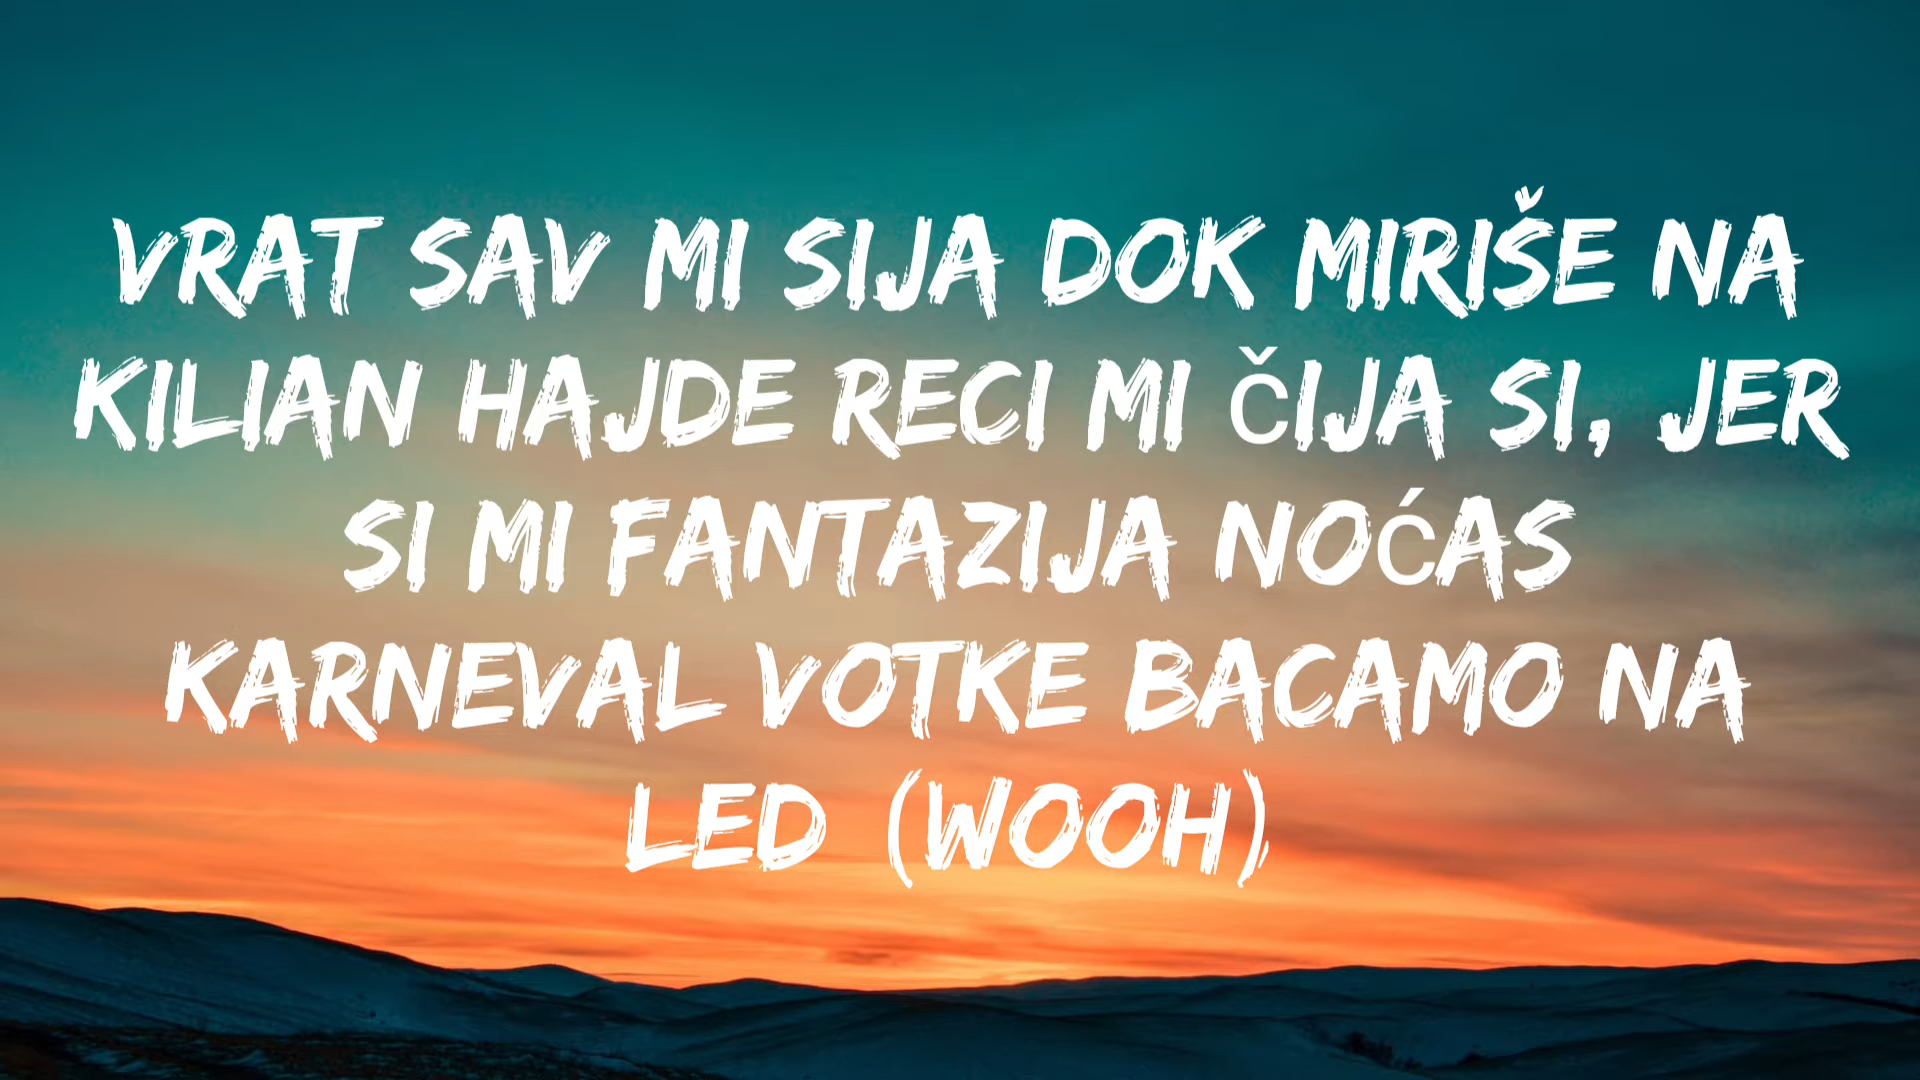 VRAT SAV MI SIJA DOK MIRIŠE NA
KILIAN HAJDE RECI MI ČIJA SI, JER
SI MI FANTAZIJA NOĆAS
KARNEVAL VOTKE BACAMO NA
LED (WOOH)